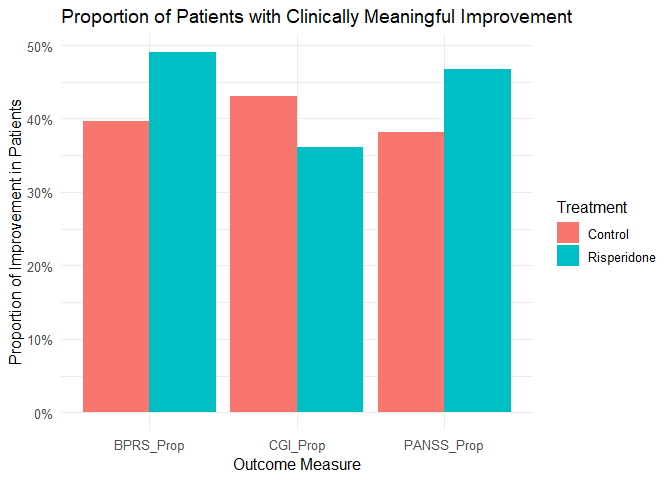 Proportion of Patients with Clinically Meaningful Improvement
Proportion of Improvement in Patients
50%
40%
30%
20%
10%
0%
BPRS_Prop
CGI_Prop
PANSS_Prop
Outcome Measure
Treatment
Control
Risperidone